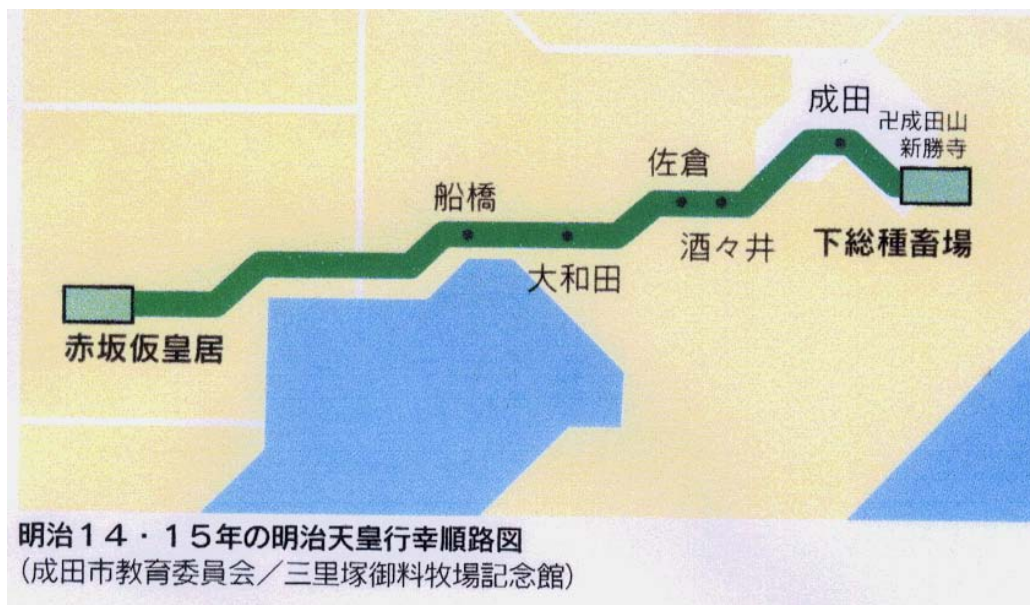 成田
卍成田山
新勝寺
佐倉
船橋
酒々井
下総種畜場
大和田
赤坂仮皇居
明治14・15年の明治天皇行幸順路図
(成田市教育委員会/三里塚御料牧場記念館)